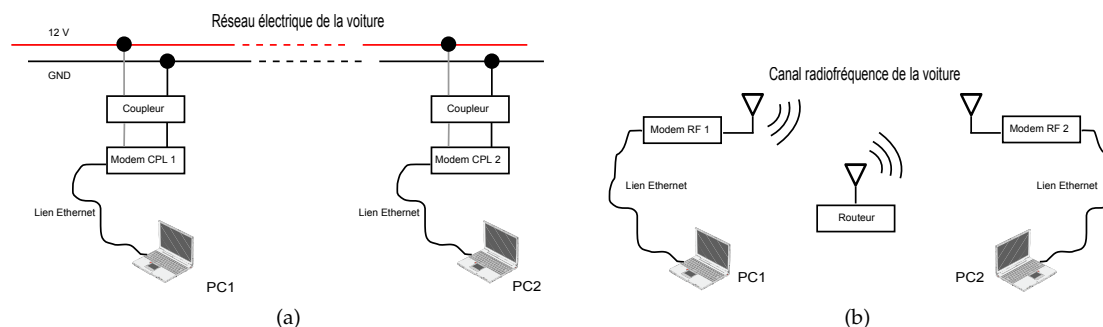 Réseau électrique de la voiture
12 V
GND
Coupleur
Coupleur
Modem CPL 1
Modem CPL 2
Lien Ethernet
Lien Ethernet
PC1
PC2
(a)
Canal radiofréquence de la voiture
Modem RF 1
Modem RF 2
Lien Ethernet
Lien Ethernet
Routeur
PC1
PC2
(b)